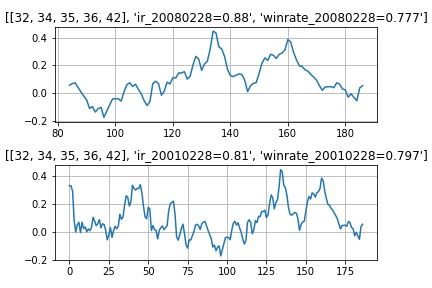 [[32, 34, 35, 36, 42], 'ir_20080228=0.88', 'winrate_20080228=0.777']
0.4
0.2
0.0
−0.2
80 100 120 140 160 180
[[32, 34, 35, 36, 42], 'ir_20010228=0.81', 'winrate_20010228=0.797']
0.4
0.2
0.0
−0.2
0 25 50 75 100 125 150 175